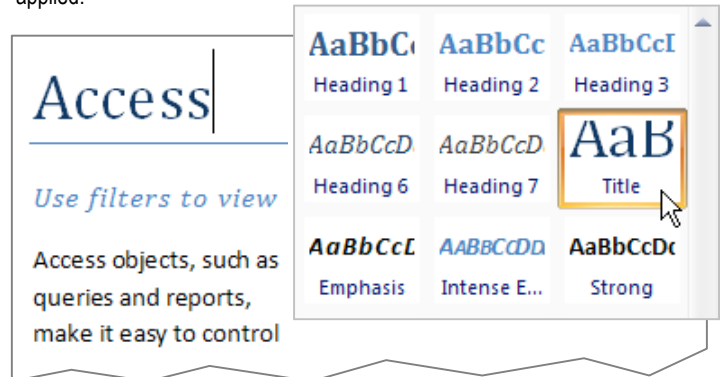 applied.
Access
Use filters to view
Access objects, such as
queries and reports,
make it easy to control
AaBbC AaBbCc AaBbCcI
Heading 1 Heading 2 Heading 3
AaBbCcD AaBbCcD AaB
Heading 6 Heading 7 Title
AaBbCcD AaBbCcDd AaBbCcDc
Emphasis Intense E... Strong